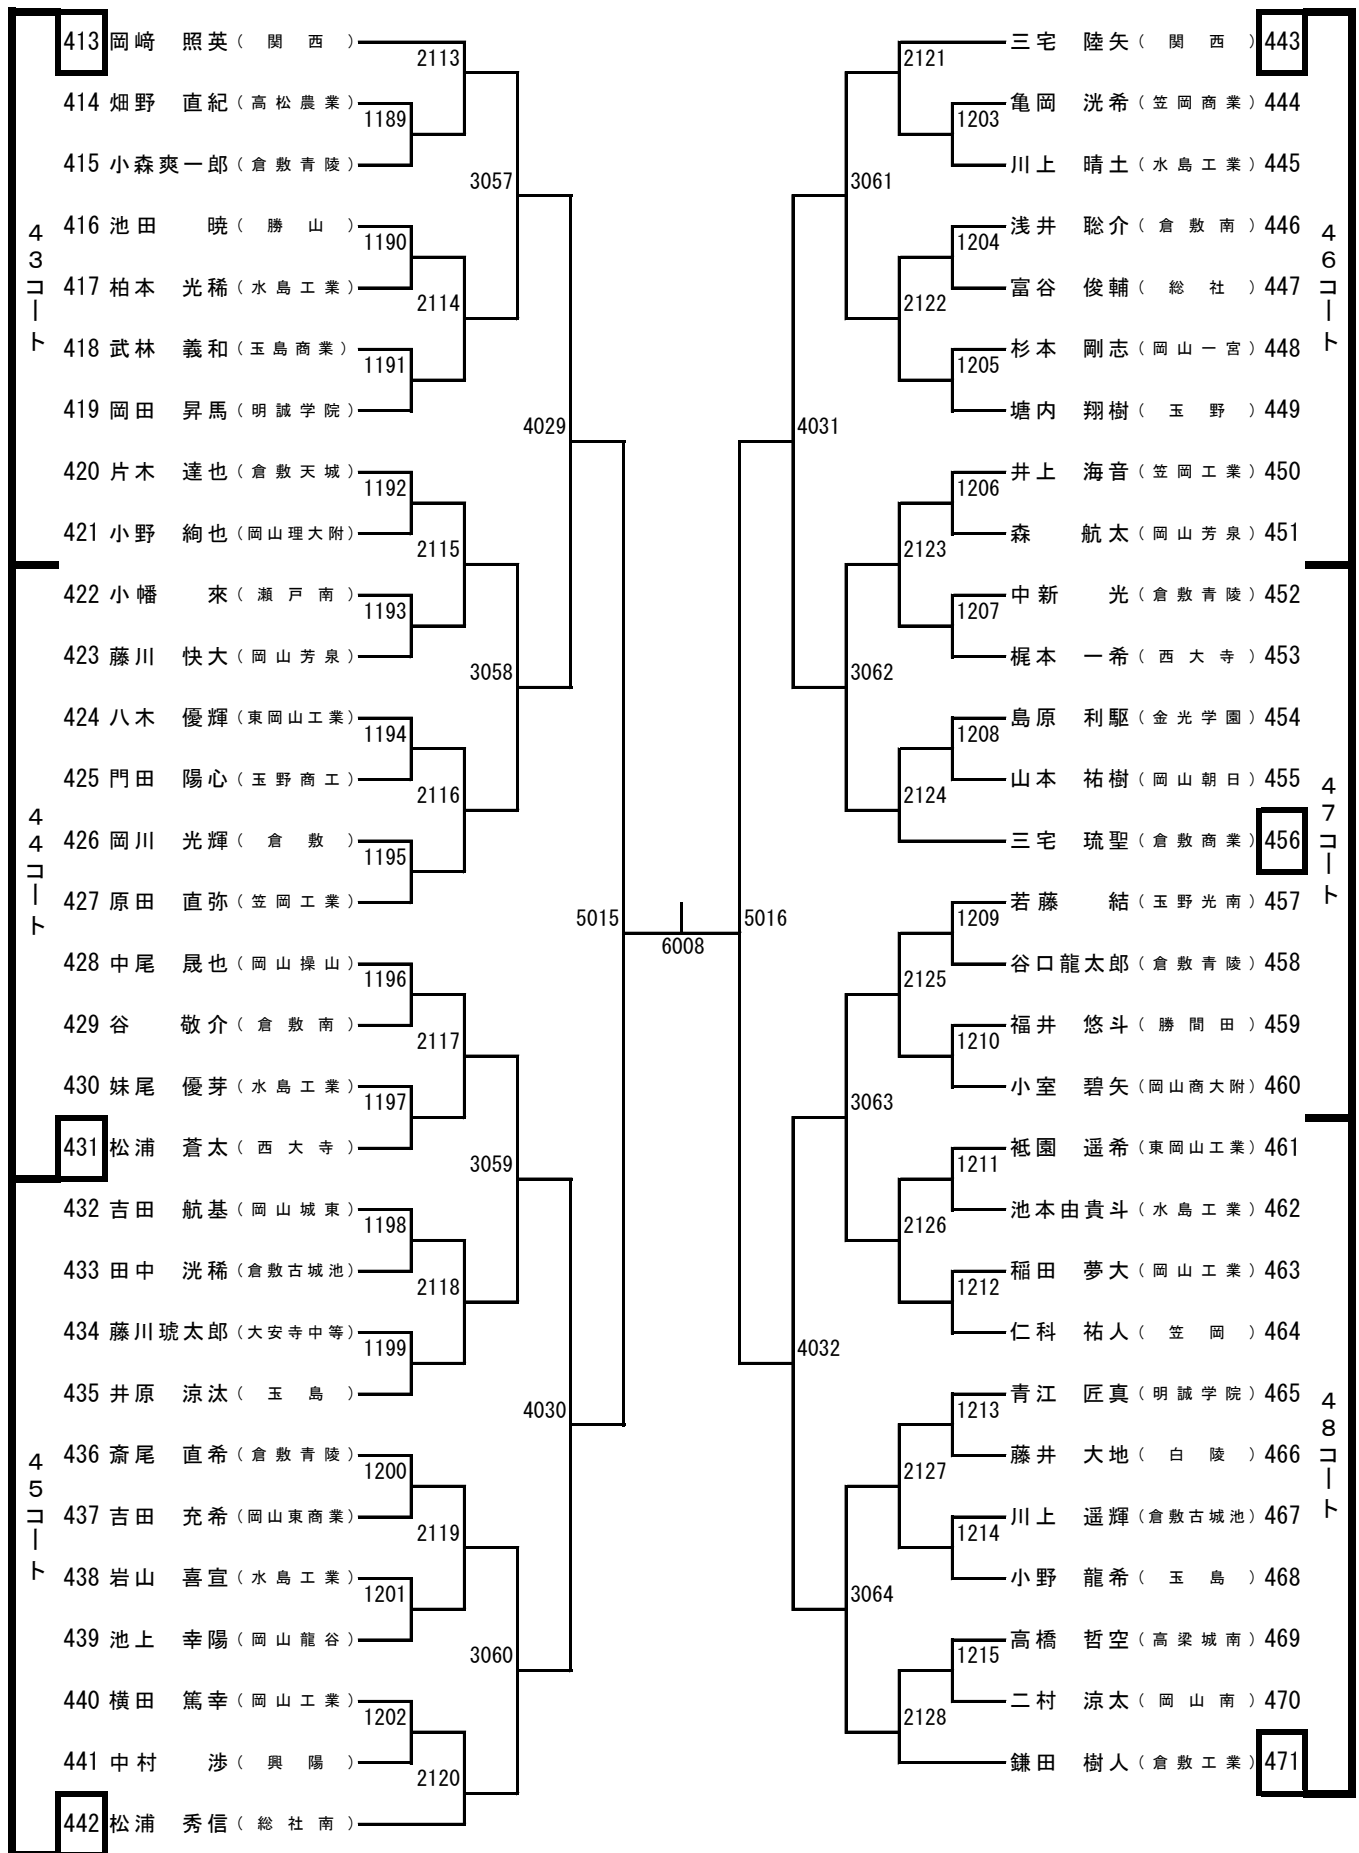 43コート
413 岡﨑 照英(関西)
414 畑野 直紀(高松農業)
415 小森爽一郎(倉敷青陵)
416 池田 暁(勝山)
417 柏本 光稀(水島工業)
418 武林 義和(玉島商業)
419 岡田 昇馬(明誠学院)
420 片木 達也(倉敷天城)
421 小野 絢也(岡山理大附)
44コート
422 小幡 來(瀬戸南)
423 藤川 快大(岡山芳泉)
424 八木 優輝(東岡山工業)
425 門田 陽心(玉野商工)
426 岡川 光輝(倉敷)
427 原田 直弥(笠岡工業)
428 中尾 晟也(岡山操山)
429 谷 敬介(倉敷南)
430 妹尾 優芽(水島工業)
431 松浦 蒼太(西大寺)
45コート
432 吉田 航基(岡山城東)
433 田中 洸稀(倉敷古城池)
434 藤川琥太郎(大安寺中等)
435 井原 涼汰(玉島)
436 斎尾 直希(倉敷青陵)
437 吉田 充希(岡山東商業)
438 岩山 喜宣(水島工業)
439 池上 幸陽(岡山龍谷)
440 横田 篤幸(岡山工業)
441 中村 渉(興陽)
442 松浦 秀信(総社南)
1189
1190
1191
1192
1193
1194
1195
1196
1197
1198
1199
1200
1201
1202
2113
2114
2115
2116
2117
2118
2119
2120
3057
3058
3059
3060
4029
4030
5015
6008
5016
4031
4032
3061
3062
3063
3064
2121
2122
2123
2124
2125
2126
2127
2128
1203
1204
1205
1206
1207
1208
1209
1210
1211
1212
1213
1214
1215
三宅 陸矢(関西)443
亀岡 洸希(笠岡商業)444
川上 晴土(水島工業)445
浅井 聡介(倉敷南)446
富谷 俊輔(総社)447
杉本 剛志(岡山一宮)448
塘内 翔樹(玉野)449
井上 海音(笠岡工業)450
森 航太(岡山芳泉)451
46コート
中新 光(倉敷青陵)452
梶本 一希(西大寺)453
島原 利駆(金光学園)454
山本 祐樹(岡山朝日)455
三宅 琉聖(倉敷商業)456
若藤 結(玉野光南)457
谷口龍太郎(倉敷青陵)458
福井 悠斗(勝間田)459
小室 碧矢(岡山商大附)460
47コート
祗園 遥希(東岡山工業)461
池本由貴斗(水島工業)462
稲田 夢大(岡山工業)463
仁科 祐人(笠岡)464
青江 匠真(明誠学院)465
藤井 大地(白陵)466
川上 遥輝(倉敷古城池)467
小野 龍希(玉島)468
高橋 哲空(高梁城南)469
二村 涼太(岡山南)470
鎌田 樹人(倉敷工業)471
48コート